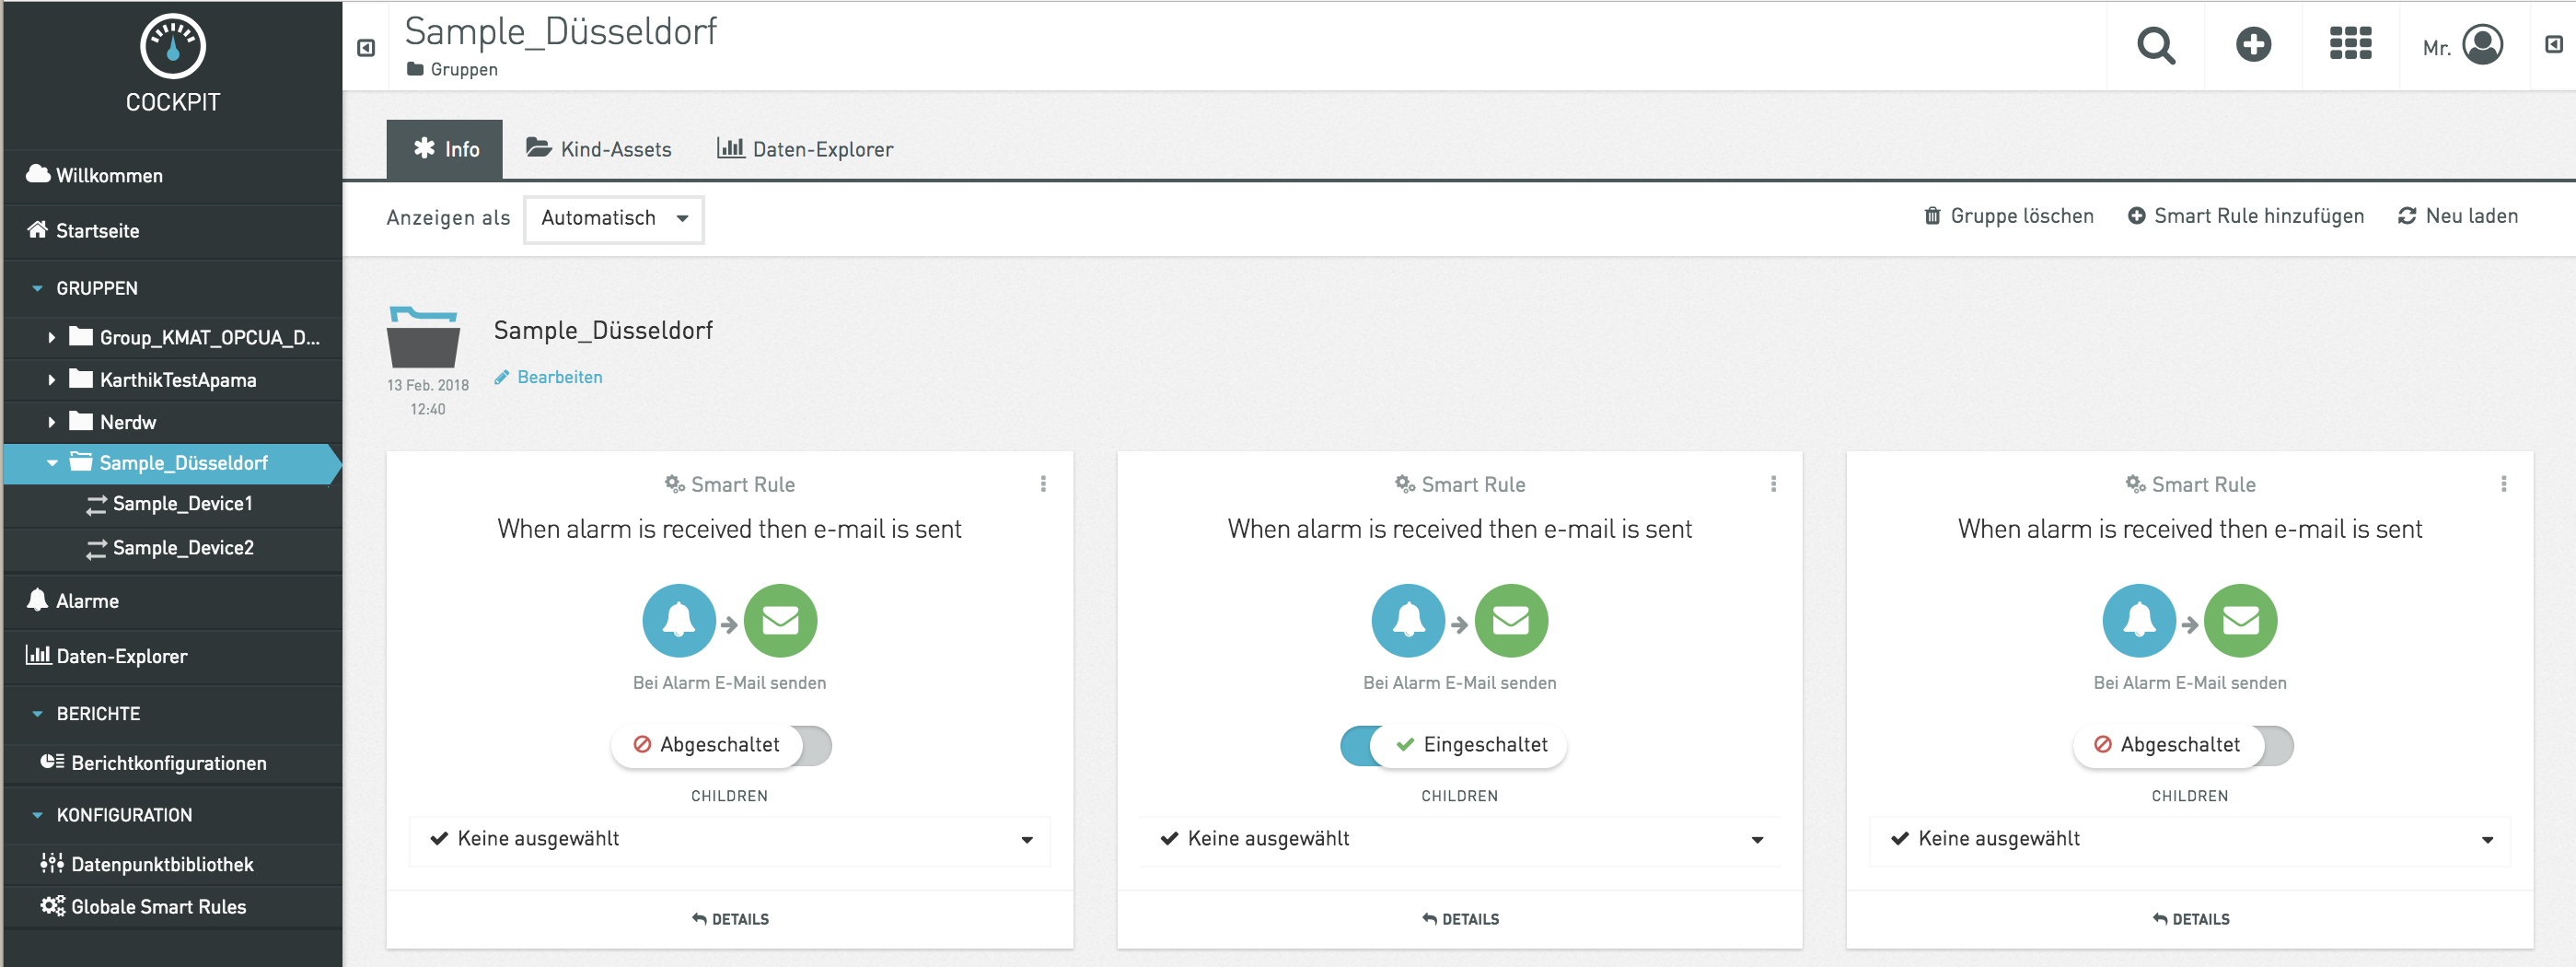 COCKPIT
Willkommen
Startseite
GRUPPEN
Group_KMAT_OPCUA_D...
KarthikTestApama
Nerdw
Sample_Düsseldorf
Sample_Device1
Sample_Device2
Alarme
Daten-Explorer
BERICHTE
Berichtkonfigurationen
KONFIGURATION
Datenpunktbibliothek
Globale Smart Rules
Sample_Düsseldorf
Gruppen
Mr.
Info Kind-Assets Daten-Explorer
Anzeigen als Automatisch Gruppe löschen Smart Rule hinzufügen Neu laden
Sample_Düsseldorf
Bearbeiten
13 Feb. 2018
12:40
Smart Rule
When alarm is received then e-mail is sent
Bei Alarm E-Mail senden
Abgeschaltet
CHILDREN
Keine ausgewählt
DETAILS
Smart Rule
When alarm is received then e-mail is sent
Bei Alarm E-Mail senden
Eingeschaltet
CHILDREN
Keine ausgewählt
DETAILS
Smart Rule
When alarm is received then e-mail is sent
Bei Alarm E-Mail senden
Abgeschaltet
CHILDREN
Keine ausgewählt
DETAILS